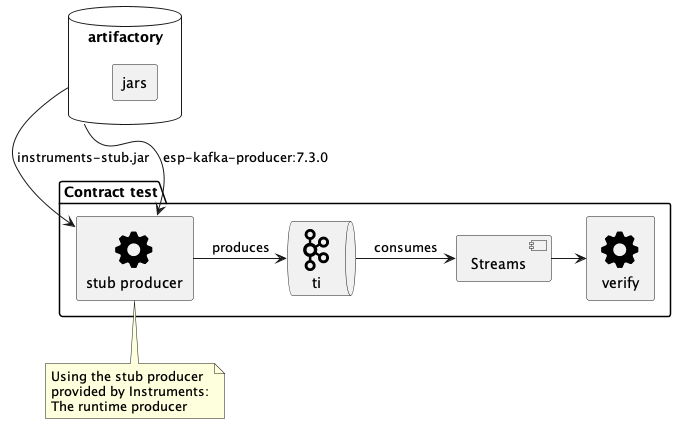 artifactory
jars
instruments-stub.jar
esp-kafka-producer:7.3.0
Contract test
stub producer
produces
ti
consumes
Streams
verify
Using the stub producer
provided by Instruments:
The runtime producer